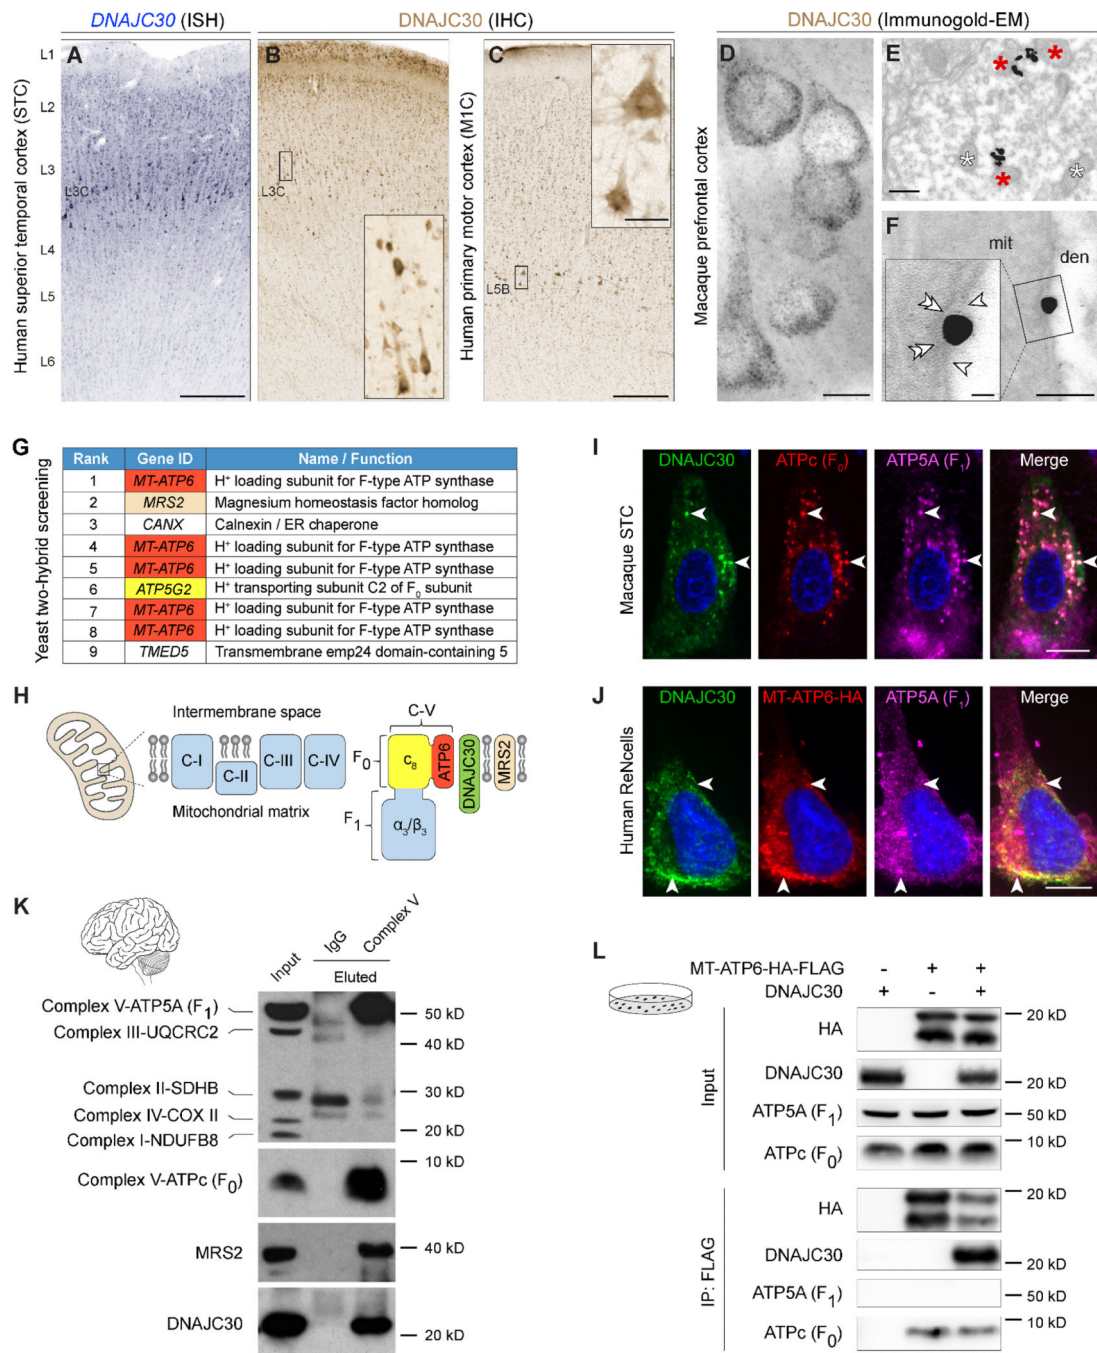 DNAJC30 (ISH)
DNAJC30 (IHC)
DNAJC30 (Immunogold-EM)
Human superior temporal cortex (STC)
L1
L2
L3
L3C
L4
L5
L6
A
B
L3C
Human primary motor cortex (M1C)
C
L5B
Macaque prefrontal cortex
D
E
* * * * *
F
mit
den
G
Yeast two-hybrid screening
Rank Gene ID Name / Function
1 MT-ATP6 H⁺ loading subunit for F-type ATP synthase
2 MRS2 Magnesium homeostasis factor homolog
3 CANX Calnexin / ER chaperone
4 MT-ATP6 H⁺ loading subunit for F-type ATP synthase
5 MT-ATP6 H⁺ loading subunit for F-type ATP synthase
6 ATP5G2 H⁺ transporting subunit C2 of F₀ subunit
7 MT-ATP6 H⁺ loading subunit for F-type ATP synthase
8 MT-ATP6 H⁺ loading subunit for F-type ATP synthase
9 TMED5 Transmembrane emp24 domain-containing 5
H
Intermembrane space
C-V
C-I
C-II
C-III
C-IV
F₀
c₈
ATP6
DNAJC30
MRS2
Mitochondrial matrix
F₁
α₃/β₃
I
Macaque STC
DNAJC30
ATPc (F₀)
ATP5A (F₁)
Merge
J
Human ReNcells
DNAJC30
MT-ATP6-HA
ATP5A (F₁)
Merge
K
Input
IgG
Complex V
Eluted
Complex V-ATP5A (F₁)
50 kD
Complex III-UQCRC2
40 kD
Complex II-SDHB
30 kD
Complex IV-COX II
20 kD
Complex I-NDUFB8
10 kD
Complex V-ATPc (F₀)
MRS2
40 kD
DNAJC30
20 kD
L
MT-ATP6-HA-FLAG - + +
DNAJC30 + - +
Input
HA
20 kD
DNAJC30
20 kD
ATP5A (F₁)
50 kD
ATPc (F₀)
10 kD
IP: FLAG
HA
20 kD
DNAJC30
20 kD
ATP5A (F₁)
50 kD
ATPc (F₀)
10 kD